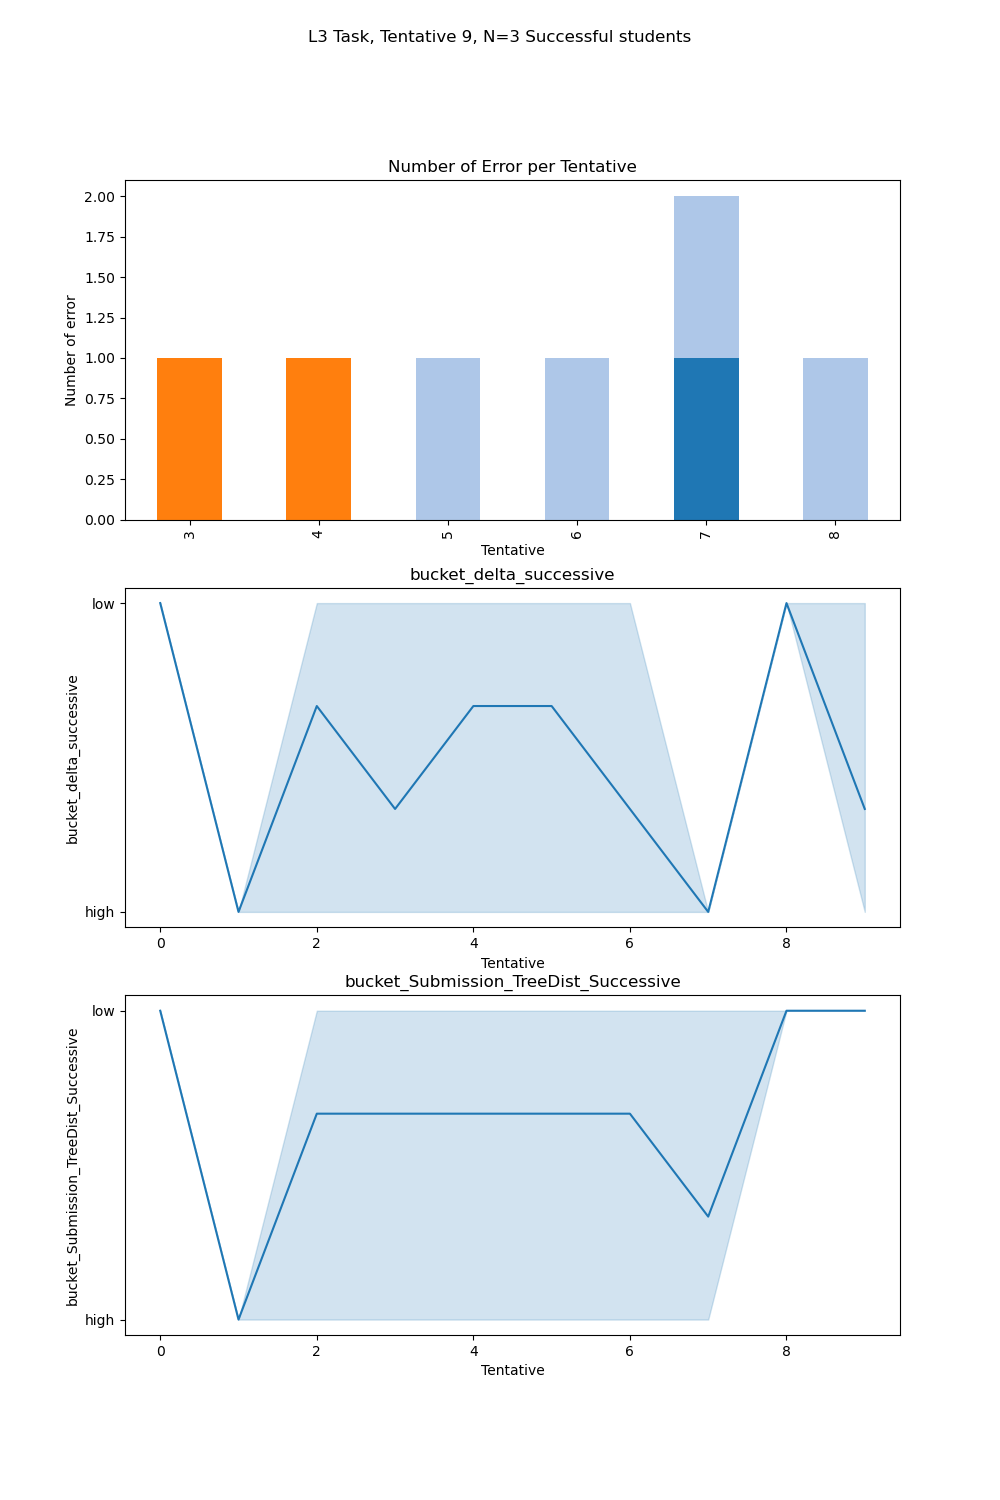 L3 Task, Tentative 9, N=3 Successful students
Number of Error per Tentative
Number of error
2.00
1.75
1.50
1.25
1.00
0.75
0.50
0.25
0.00
3 4 5 6 7 8
Tentative
bucket_delta_successive
bucket_delta_successive
low
high
0 2 4 6 8
Tentative
bucket_Submission_TreeDist_Successive
bucket_Submission_TreeDist_Successive
low
high
0 2 4 6 8
Tentative